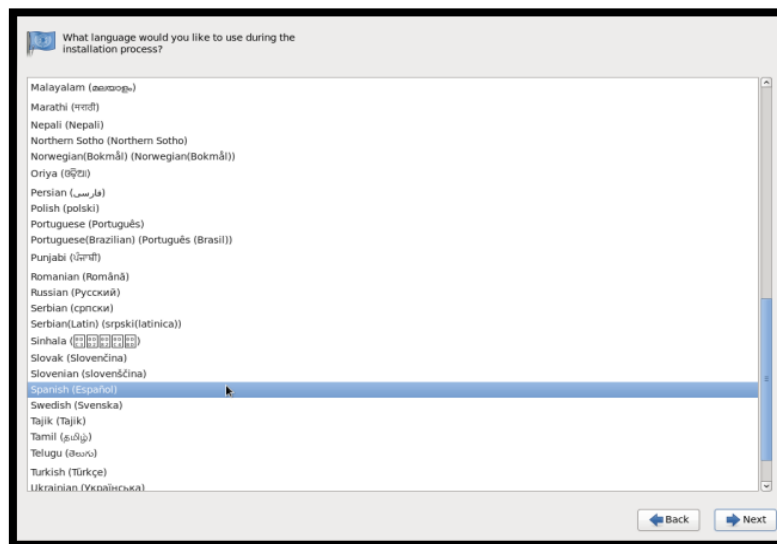 What language would you like to use during the
installation process?
Malayalam (മലയാളം)
Marathi (मराठी)
Nepali (Nepali)
Northern Sotho (Northern Sotho)
Norwegian(Bokmål) (Norwegian(Bokmål))
Oriya (ଓଡ଼ିଆ)
Persian (فارسی)
Polish (polski)
Portuguese (Português)
Portuguese(Brazilian) (Português (Brasil))
Punjabi (ਪੰਜਾਬੀ)
Romanian (Română)
Russian (Русский)
Serbian (српски)
Serbian(Latin) (srpski(latinica))
Sinhala ()
Slovak (Slovenčina)
Slovenian (slovenščina)
Spanish (Español)
Swedish (Svenska)
Tajik (Tajik)
Tamil (தமிழ்)
Telugu (తెలుగు)
Turkish (Türkçe)
Ukrainian (Українська)
Back
Next